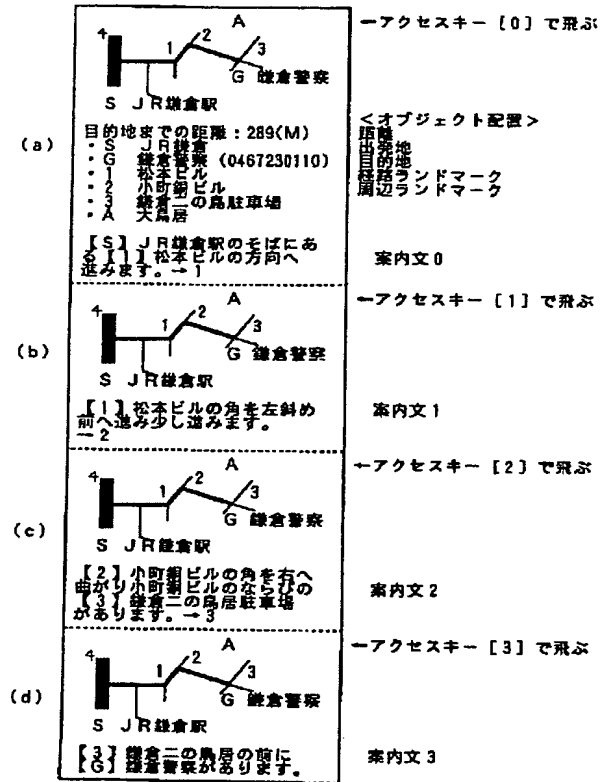 4 1 2 A 3
G 鎌倉警察
S JR鎌倉駅
←アクセスキー [0] で飛ぶ
(a)
目的地までの距離:289(M)
・S JR鎌倉
・G 鎌倉警察 (0467230110)
・1 松本ビル
・2 小町銅ビル
・3 鎌倉二の鳥駐車場
・A 大鳥居
<オブジェクト配置>
距離
出発地
目的地
経路ランドマーク
周辺ランドマーク
【S】JR鎌倉駅のそばにあ
る【1】松本ビルの方向へ
進みます。→1
案内文0
4 1 2 A 3
G 鎌倉警察
S JR鎌倉駅
←アクセスキー [1] で飛ぶ
(b)
【1】松本ビルの角を左斜め
前へ進み少し進みます。
→2
案内文1
4 1 2 A 3
G 鎌倉警察
S JR鎌倉駅
←アクセスキー [2] で飛ぶ
(c)
【2】小町銅ビルの角を右へ
曲がり小町銅ビルのならびの
【3】鎌倉二の鳥居駐車場
があります。→3
案内文2
4 1 2 A 3
G 鎌倉警察
S JR鎌倉駅
←アクセスキー [3] で飛ぶ
(d)
【3】鎌倉二の鳥居の前に
【G】鎌倉警察があります。
案内文3